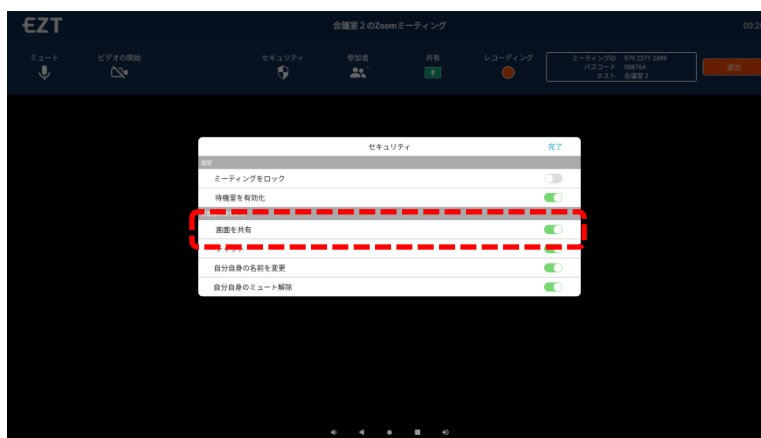 EZT
会議室２のZoomミーティング
00:2
ミュート
ビデオの開始
セキュリティ
参加者
共有
レコーディング
ミーティングID 979 2371 2499
パスコード 088764
ホスト 会議室２
退出
セキュリティ
完了
ミーティングをロック
待機室を有効化
画面を共有
チャット
自分自身の名前を変更
自分自身のミュート解除